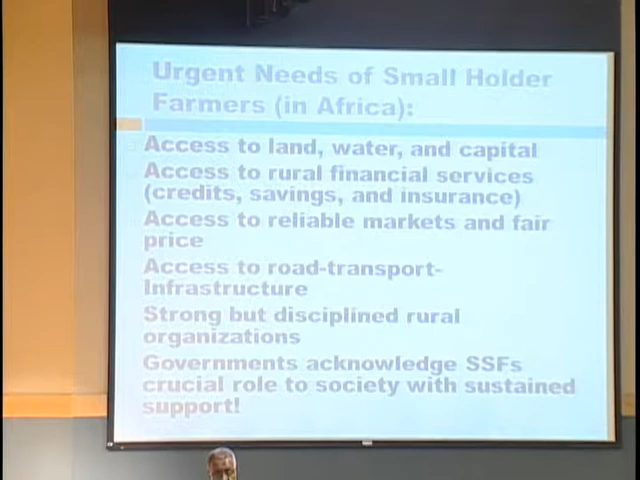 Urgent Needs of Small Holder
Farmers (in Africa):
Access to land, water, and capital
Access to rural financial services
(credits, savings, and insurance)
Access to reliable markets and fair
price
Access to road-transport-
Infrastructure
Strong but disciplined rural
organizations
Governments acknowledge SSFs
crucial role to society with sustained
support!